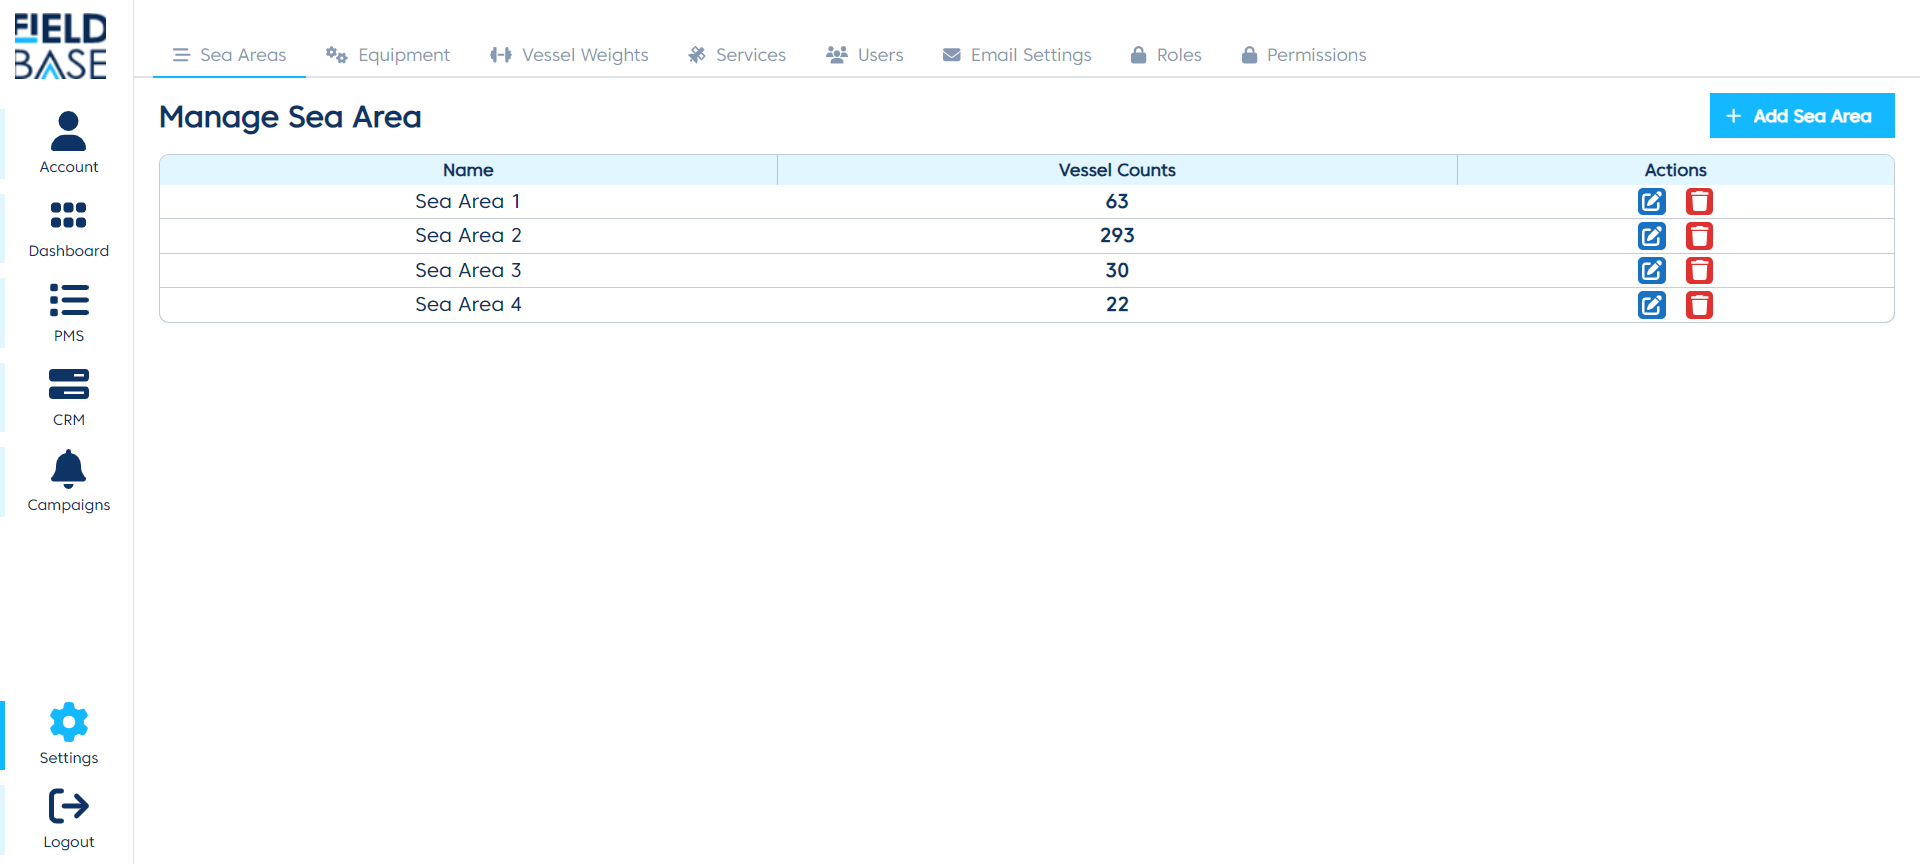 FIELD
BASE
Account
Dashboard
PMS
CRM
Campaigns
Settings
Logout
Sea Areas Equipment Vessel Weights Services Users Email Settings Roles Permissions
Manage Sea Area
+ Add Sea Area
Name Vessel Counts Actions
Sea Area 1 63
Sea Area 2 293
Sea Area 3 30
Sea Area 4 22